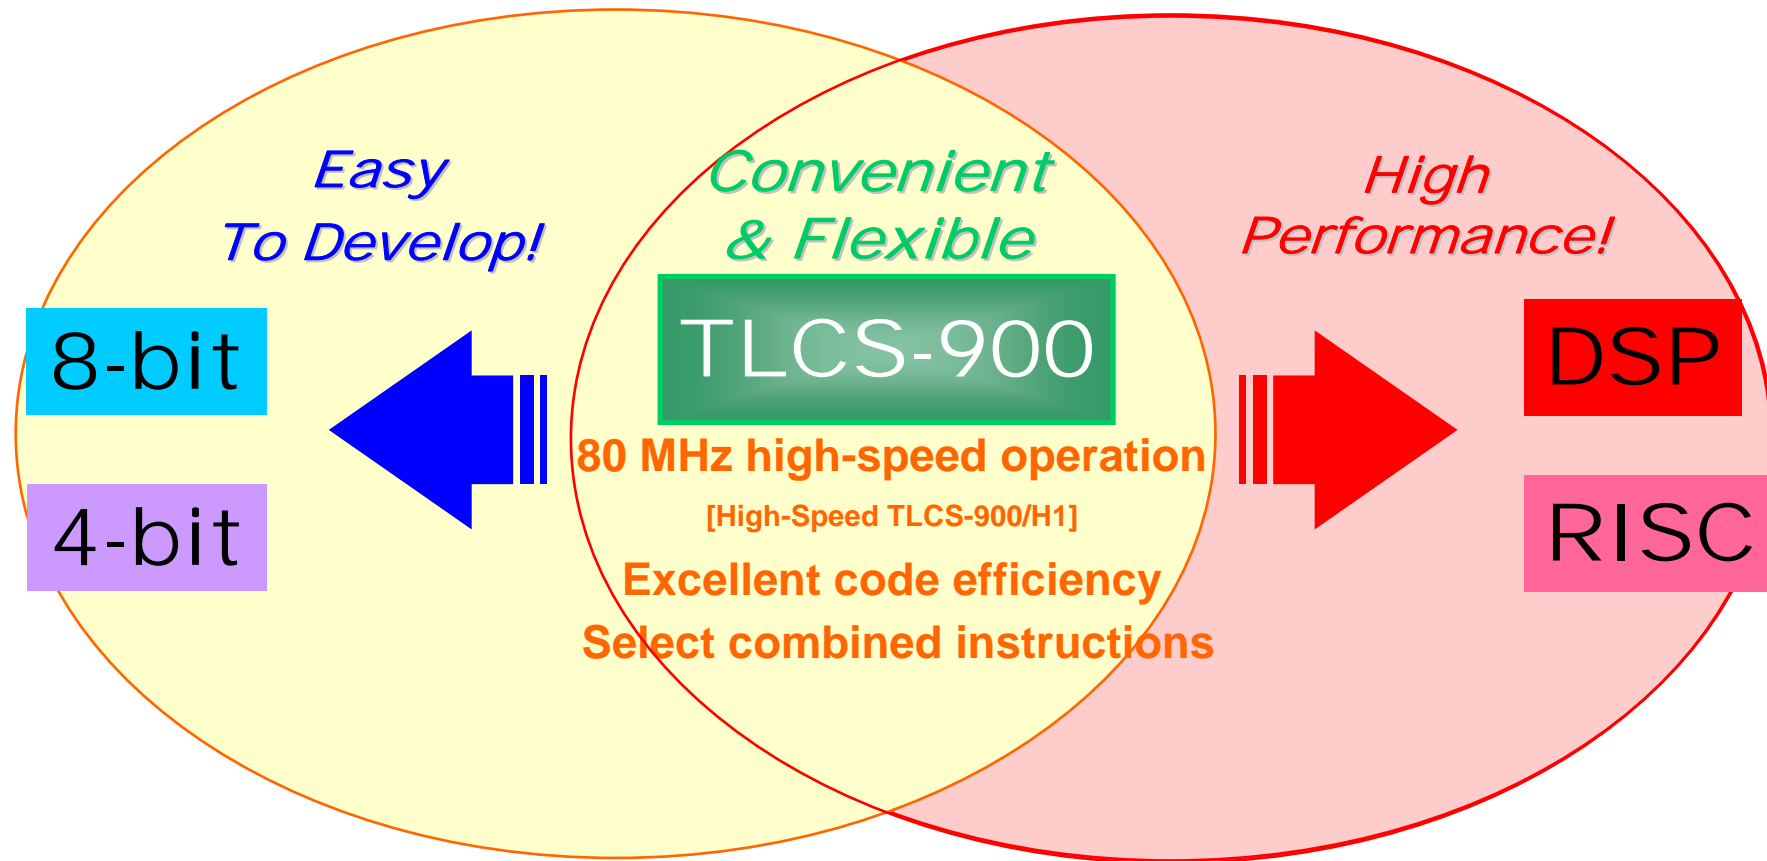 Easy
To Develop!
8-bit
4-bit
Convenient
& Flexible
TLCS-900
80 MHz high-speed operation
[High-Speed TLCS-900/H1]
Excellent code efficiency
Select combined instructions
High
Performance!
DSP
RISC